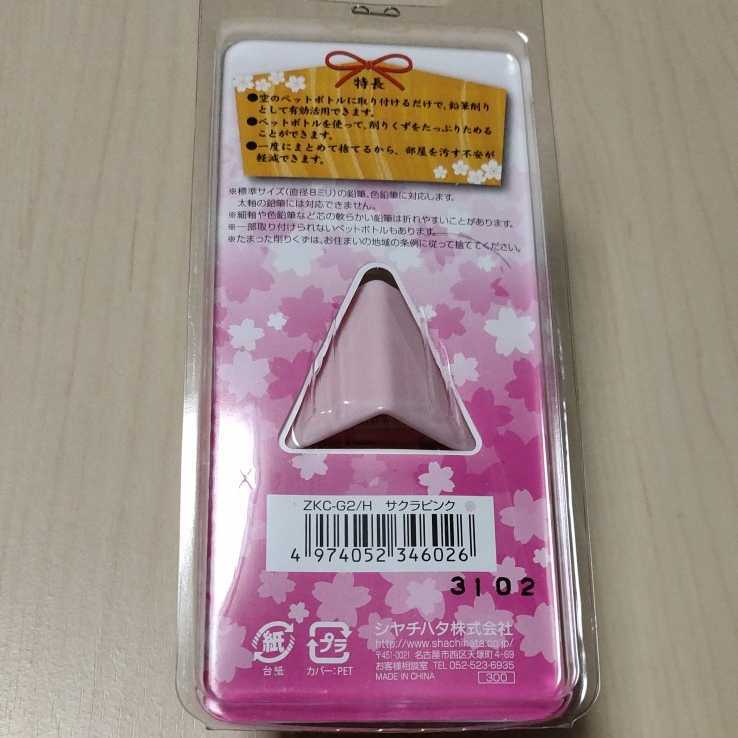 特長
●空のペットボトルに取り付けるだけで、鉛筆削り
として有効活用できます。
●ペットボトルを使って、削りくずをたっぷりためる
ことができます。
●一度にまとめて捨てるから、部屋を汚す不安が
軽減できます。
※標準サイズ(直径8ミリ)の鉛筆、色鉛筆に対応します。
太軸の鉛筆には対応できません。
※細軸や色鉛筆など芯の軟らかい鉛筆は折れやすいことがあります。
※一部取り付けられないペットボトルもあります。
※たまった削りくずは、お住まいの地域の条例に従って捨ててください。
ZKC-G2/H サクラピンク
4 974052 346026
3102
紙
台紙
プラ
カバー:PET
シヤチハタ株式会社
http://www.shachihata.co.jp/
〒451-0021 名古屋市西区天塚町4-69
お客様相談室 TEL 052-523-6935
MADE IN CHINA
300